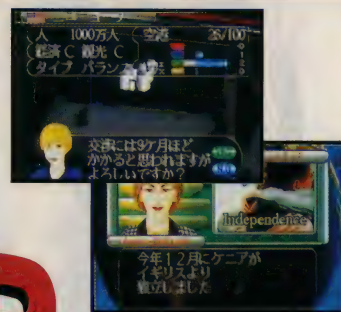 人 1000万人 空港 26/100
経済 C 観光 C
タイプ バランス
交渉には9ケ月ほど
かかると思われますが
よろしいですか?
Independence
今年12月にケニアが
イギリスより
独立しました